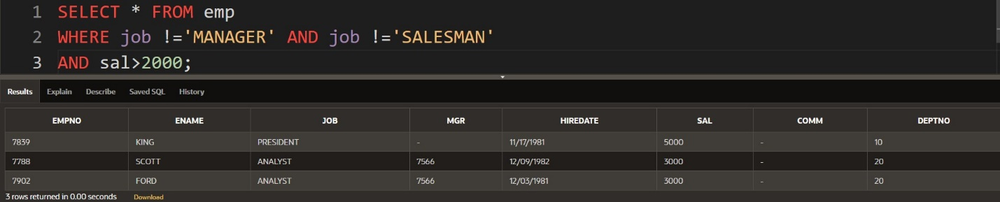 1 SELECT * FROM emp
2 WHERE job !='MANAGER' AND job !='SALESMAN'
3 AND sal>2000;
Results Explain Describe Saved SQL History
EMPNO ENAME JOB MGR HIREDATE SAL COMM DEPTNO
7839 KING PRESIDENT - 11/17/1981 5000 - 10
7788 SCOTT ANALYST 7566 12/09/1982 3000 - 20
7902 FORD ANALYST 7566 12/03/1981 3000 - 20
3 rows returned in 0.00 seconds Download